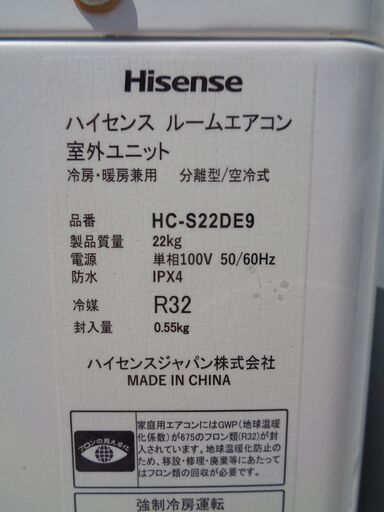 Hisense
ハイセンス ルームエアコン
室外ユニット
冷房・暖房兼用 分離型/空冷式
品番 HC-S22DE9
製品質量 22kg
電源 単相100V 50/60Hz
防水 IPX4
冷媒 R32
封入量 0.55kg
ハイセンスジャパン株式会社
MADE IN CHINA
フロンの見える化
家庭用エアコンにはGWP(地球温暖
化係数)が675のフロン類(R32)が封
入されています。地球温暖化防止の
ため、移設・修理・廃棄等にあたって
はフロン類の回収が必要です。
強制冷房運転